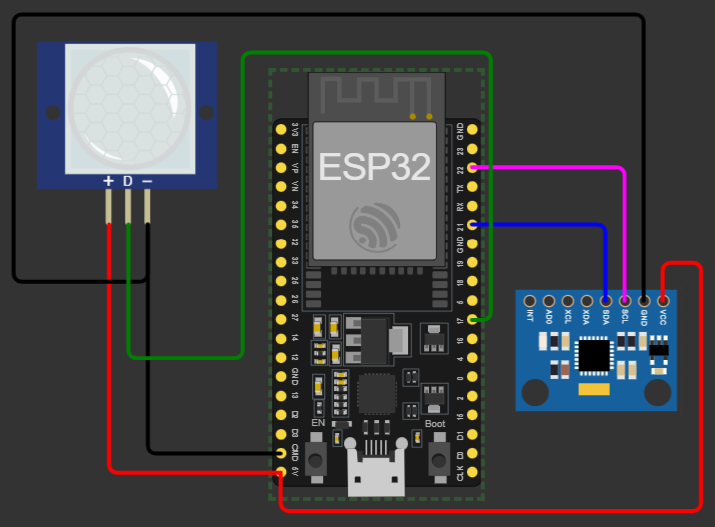 + D −
ESP32
3V3
EN
VP
VN
34
35
32
33
25
26
27
14
12
GND
13
D2
D3
CMD
5V
GND
23
22
TX
RX
21
GND
19
18
5
17
16
4
0
2
15
D1
D0
CLK
EN
Boot
INT
AD0
XCL
XDA
SDA
SCL
GND
VCC